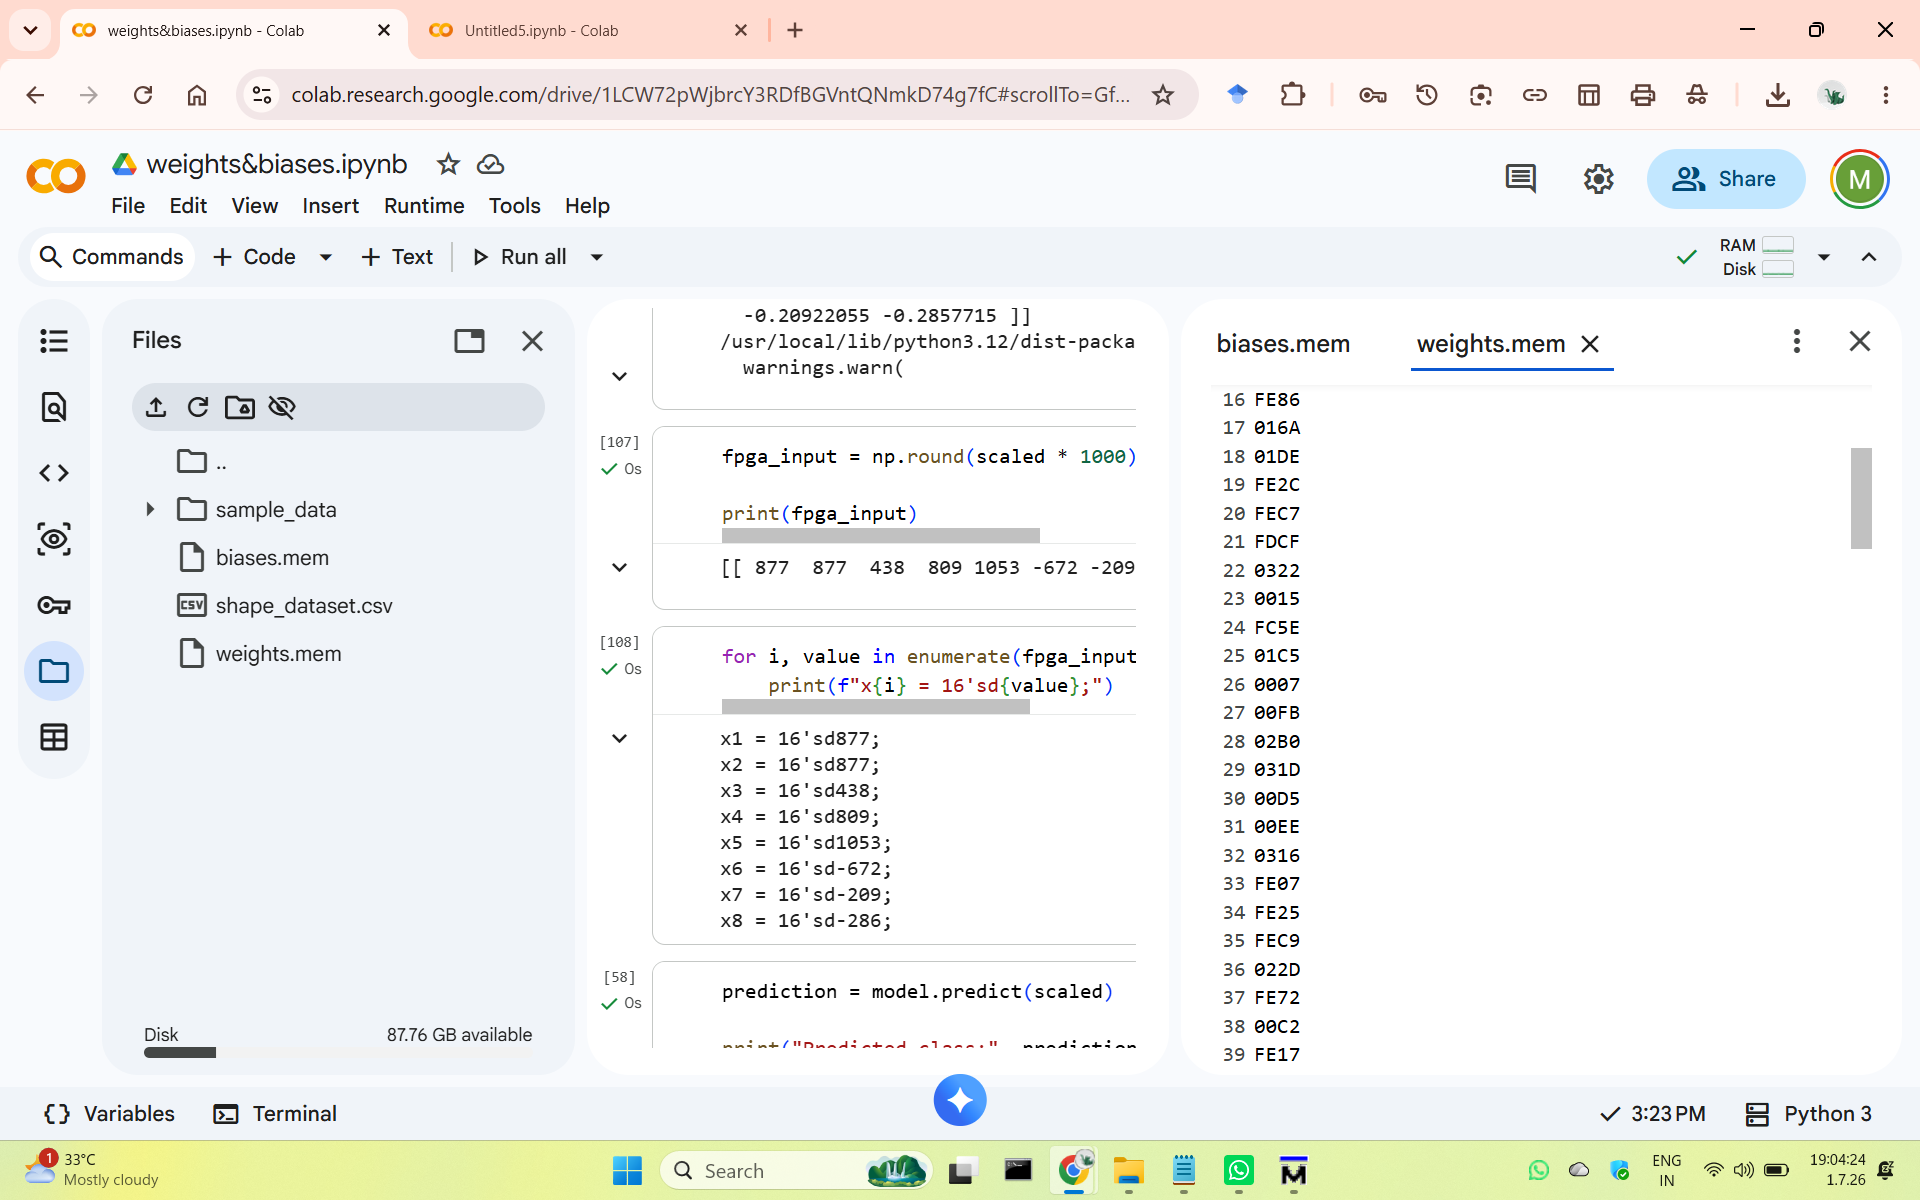 weights&biases.ipynb - Colab
Untitled5.ipynb - Colab
colab.research.google.com/drive/1LCW72pWjbrcY3RDfBGVntQNmkD74g7fC#scrollTo=Gf...
weights&biases.ipynb
File Edit View Insert Runtime Tools Help
Share
M
Commands
Code
Text
Run all
RAM
Disk
Files
..
sample_data
biases.mem
CSV shape_dataset.csv
weights.mem
Disk 87.76 GB available
-0.20922055 -0.2857715 ]]
/usr/local/lib/python3.12/dist-packa
warnings.warn(
[107]
0s
fpga_input = np.round(scaled * 1000)
print(fpga_input)
[[ 877 877 438 809 1053 -672 -209
[108]
0s
for i, value in enumerate(fpga_input
print(f"x{i} = 16'sd{value};")
x1 = 16'sd877;
x2 = 16'sd877;
x3 = 16'sd438;
x4 = 16'sd809;
x5 = 16'sd1053;
x6 = 16'sd-672;
x7 = 16'sd-209;
x8 = 16'sd-286;
[58]
0s
prediction = model.predict(scaled)
print("Predicted class:", prediction
biases.mem
weights.mem
16 FE86
17 016A
18 01DE
19 FE2C
20 FEC7
21 FDCF
22 0322
23 0015
24 FC5E
25 01C5
26 0007
27 00FB
28 02B0
29 031D
30 00D5
31 00EE
32 0316
33 FE07
34 FE25
35 FEC9
36 022D
37 FE72
38 00C2
39 FE17
Variables
Terminal
3:23 PM
Python 3
1
33°C
Mostly cloudy
Search
ENG
IN
19:04:24
1.7.26